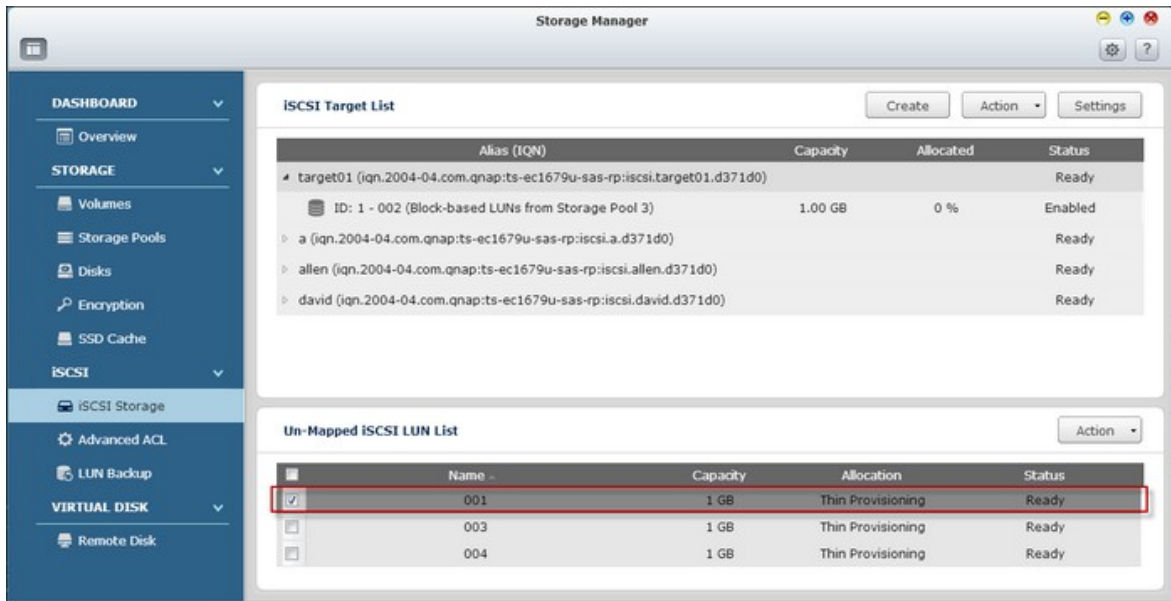 Storage Manager
?
DASHBOARD
Overview
STORAGE
Volumes
Storage Pools
Disks
Encryption
SSD Cache
iSCSI
iSCSI Storage
Advanced ACL
LUN Backup
VIRTUAL DISK
Remote Disk
iSCSI Target List Create Action Settings
Alias (IQN) Capacity Allocated Status
target01 (iqn.2004-04.com.qnap:ts-ec1679u-sas-rp:iscsi.target01.d371d0) Ready
ID: 1 - 002 (Block-based LUNs from Storage Pool 3) 1.00 GB 0 % Enabled
a (iqn.2004-04.com.qnap:ts-ec1679u-sas-rp:iscsi.a.d371d0) Ready
allen (iqn.2004-04.com.qnap:ts-ec1679u-sas-rp:iscsi.allen.d371d0) Ready
david (iqn.2004-04.com.qnap:ts-ec1679u-sas-rp:iscsi.david.d371d0) Ready
Un-Mapped iSCSI LUN List Action
Name Capacity Allocation Status
001 1 GB Thin Provisioning Ready
003 1 GB Thin Provisioning Ready
004 1 GB Thin Provisioning Ready